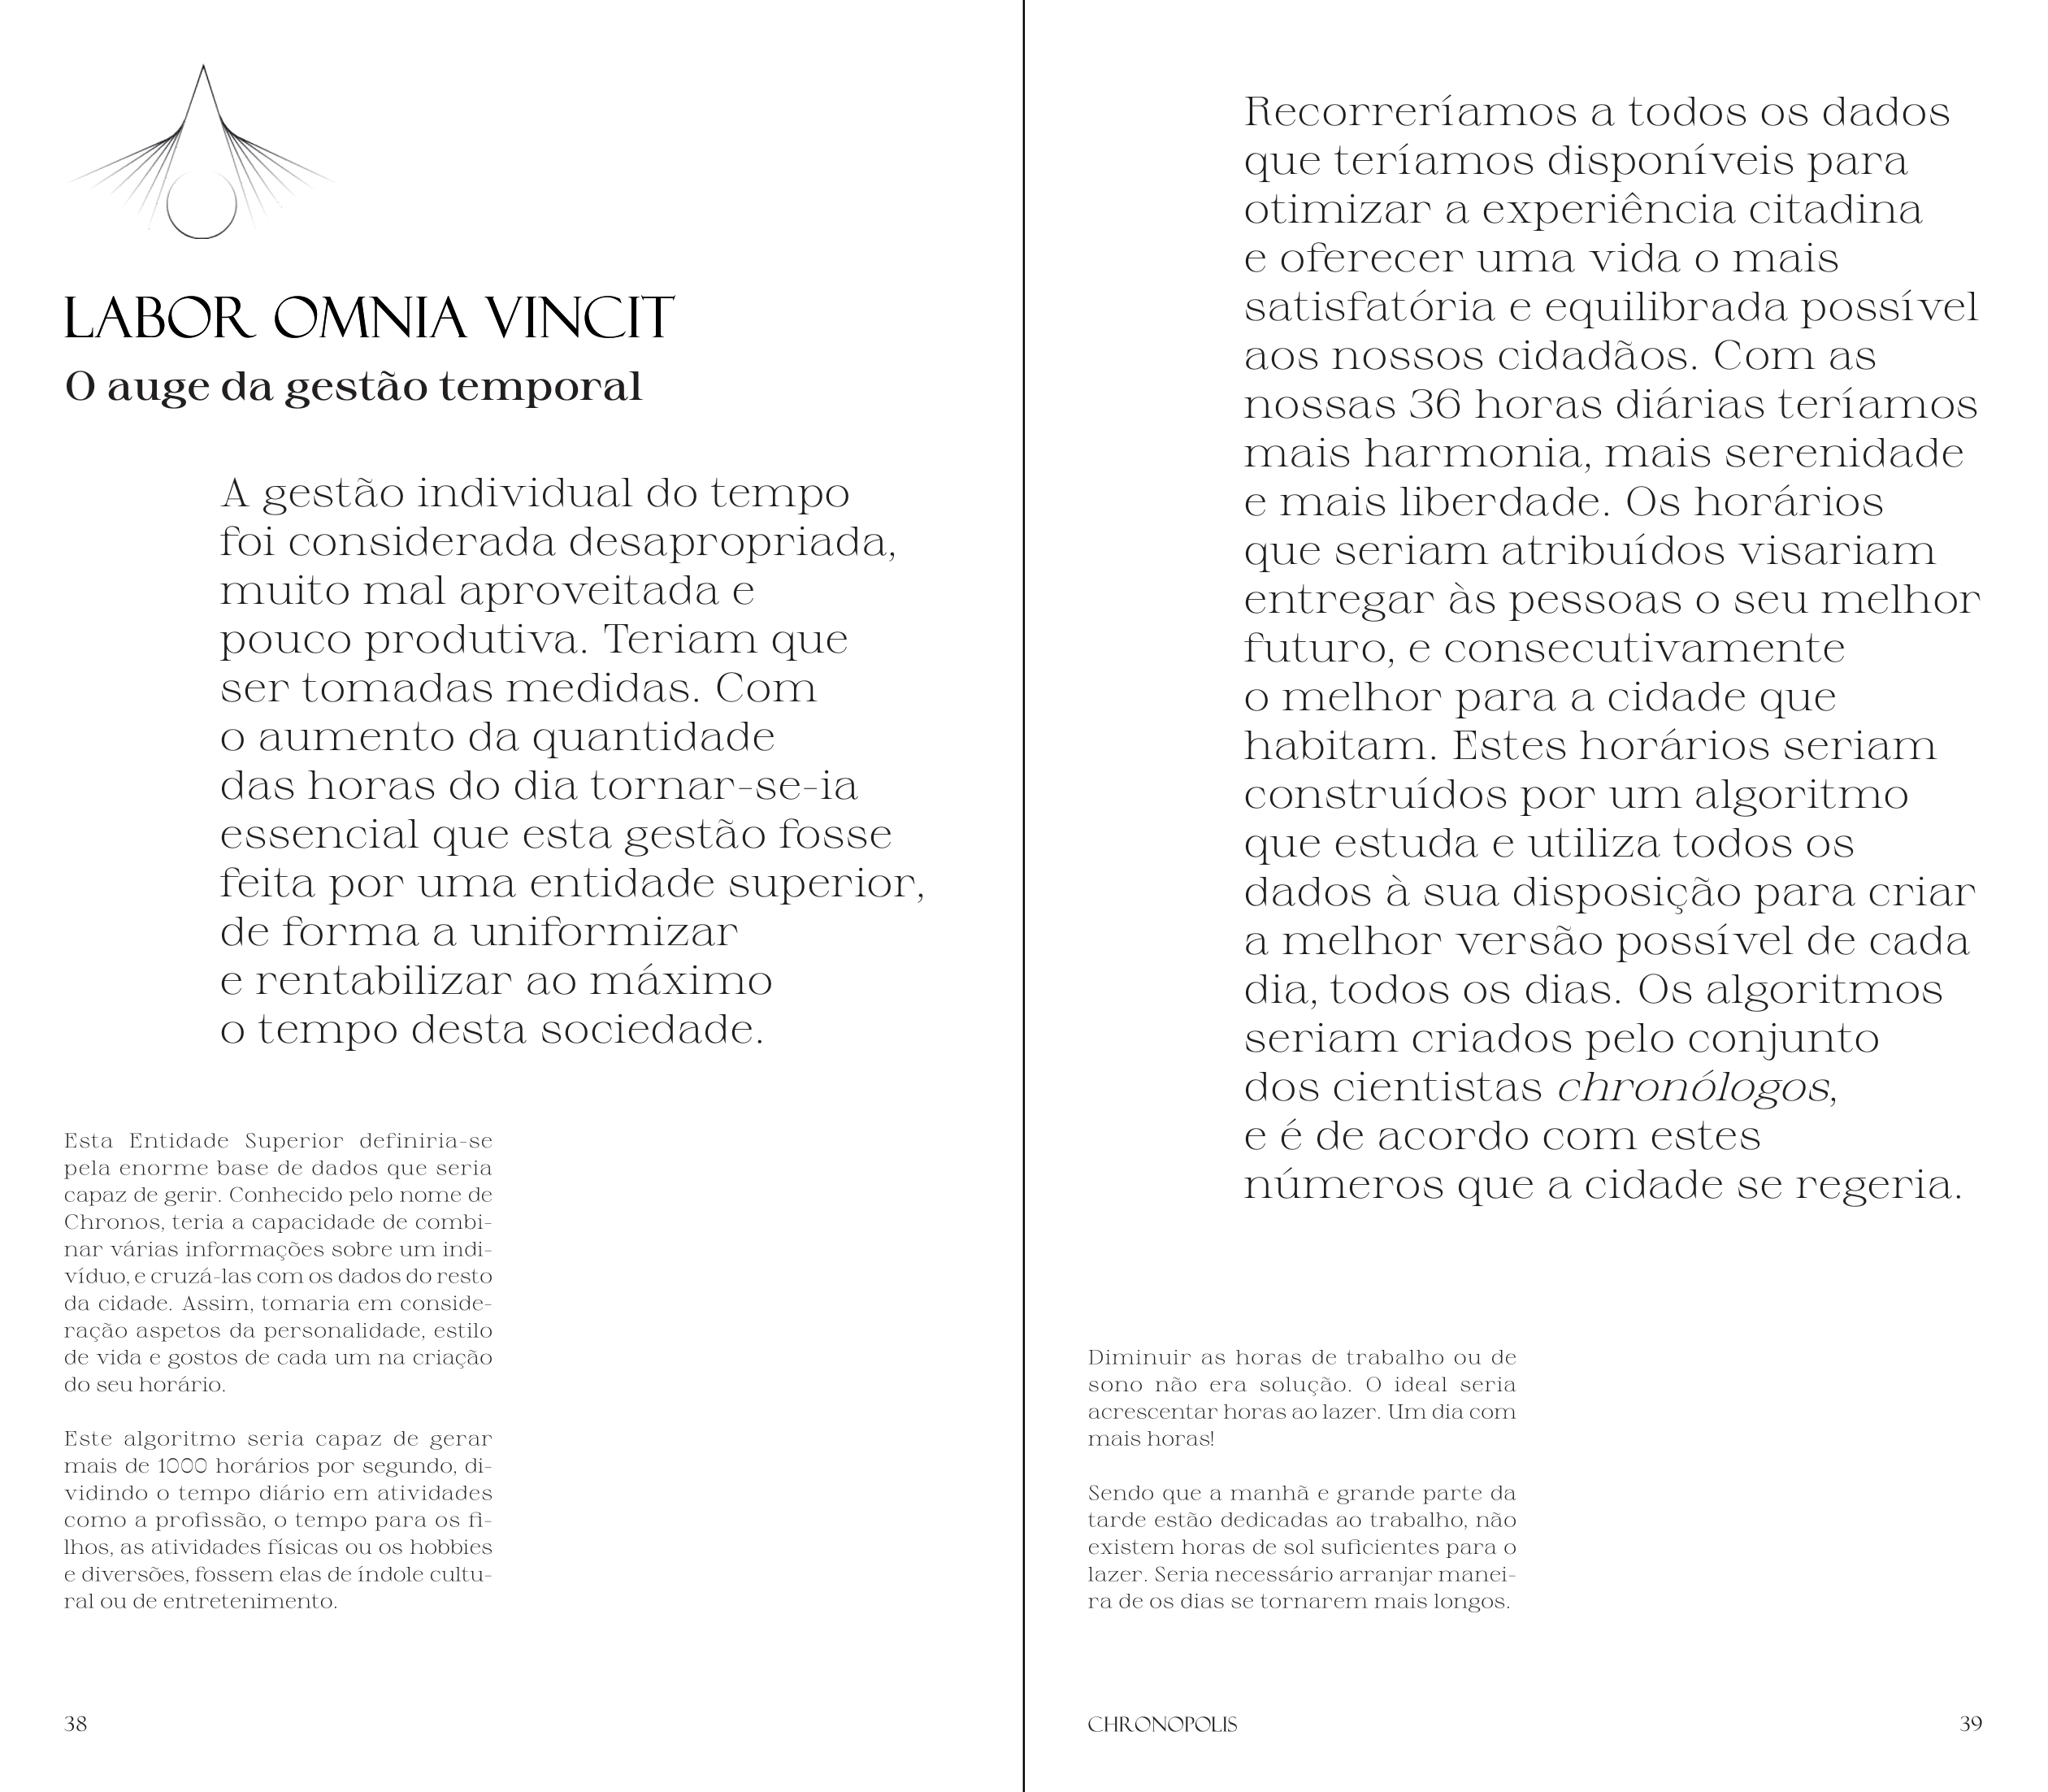 LABOR OMNIA VINCIT
O auge da gestão temporal
A gestão individual do tempo
foi considerada desapropriada,
muito mal aproveitada e
pouco produtiva. Teriam que
ser tomadas medidas. Com
o aumento da quantidade
das horas do dia tornar-se-ia
essencial que esta gestão fosse
feita por uma entidade superior,
de forma a uniformizar
e rentabilizar ao máximo
o tempo desta sociedade.
Esta Entidade Superior definiria-se
pela enorme base de dados que seria
capaz de gerir. Conhecido pelo nome de
Chronos, teria a capacidade de combi-
nar várias informações sobre um indi-
víduo, e cruzá-las com os dados do resto
da cidade. Assim, tomaria em conside-
ração aspetos da personalidade, estilo
de vida e gostos de cada um na criação
do seu horário.
Este algoritmo seria capaz de gerar
mais de 1000 horários por segundo, di-
vidindo o tempo diário em atividades
como a profissão, o tempo para os fi-
lhos, as atividades físicas ou os hobbies
e diversões, fossem elas de índole cultu-
ral ou de entretenimento.
38
Recorreríamos a todos os dados
que teríamos disponíveis para
otimizar a experiência citadina
e oferecer uma vida o mais
satisfatória e equilibrada possível
aos nossos cidadãos. Com as
nossas 36 horas diárias teríamos
mais harmonia, mais serenidade
e mais liberdade. Os horários
que seriam atribuídos visariam
entregar às pessoas o seu melhor
futuro, e consecutivamente
o melhor para a cidade que
habitam. Estes horários seriam
construídos por um algoritmo
que estuda e utiliza todos os
dados à sua disposição para criar
a melhor versão possível de cada
dia, todos os dias. Os algoritmos
seriam criados pelo conjunto
dos cientistas chronólogos,
e é de acordo com estes
números que a cidade se regeria.
Diminuir as horas de trabalho ou de
sono não era solução. O ideal seria
acrescentar horas ao lazer. Um dia com
mais horas!
Sendo que a manhã e grande parte da
tarde estão dedicadas ao trabalho, não
existem horas de sol suficientes para o
lazer. Seria necessário arranjar manei-
ra de os dias se tornarem mais longos.
CHRONOPOLIS
39